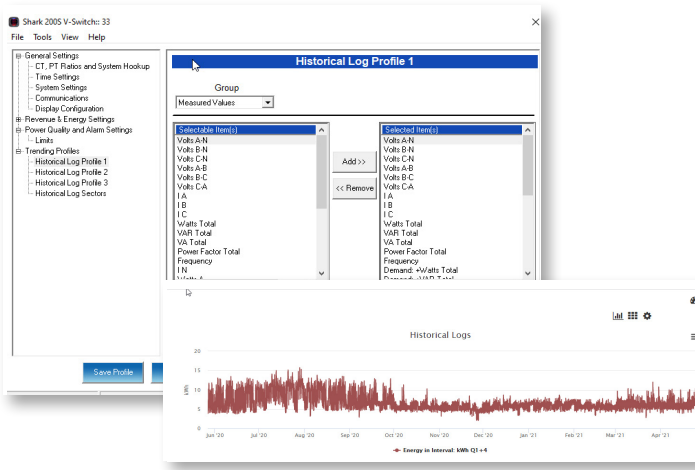 Shark 200S V-Switch:: 33
File Tools View Help
General Settings
CT, PT Ratios and System Hookup
Time Settings
System Settings
Communications
Display Configuration
Revenue & Energy Settings
Power Quality and Alarm Settings
Limits
Trending Profiles
Historical Log Profile 1
Historical Log Profile 2
Historical Log Profile 3
Historical Log Sectors
Save Profile
Historical Log Profile 1
Group
Measured Values
Selectable Item(s)
Volts A-N
Volts B-N
Volts C-N
Volts A-B
Volts B-C
Volts C-A
I A
I B
I C
Watts Total
VAR Total
VA Total
Power Factor Total
Frequency
I N
Add >>
<< Remove
Selected Item(s)
Volts A-N
Volts B-N
Volts C-N
Volts A-B
Volts B-C
Volts C-A
I A
I B
I C
Watts Total
VAR Total
VA Total
Power Factor Total
Frequency
Demand: +Watts Total
Historical Logs
20
15
10
5
0
kWh
Jun '20 Jul '20 Aug '20 Sep '20 Oct '20 Nov '20 Dec '20 Jan '21 Feb '21 Mar '21 Apr '21
Energy in Interval: kWh Q1+4